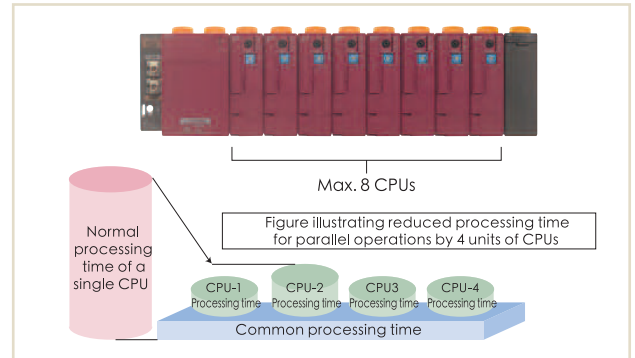 Max. 8 CPUs
Figure illustrating reduced processing time
for parallel operations by 4 units of CPUs
Normal
processing
time of a
single CPU
CPU-1
Processing time
CPU-2
Processing time
CPU3
Processing time
CPU-4
Processing time
Common processing time